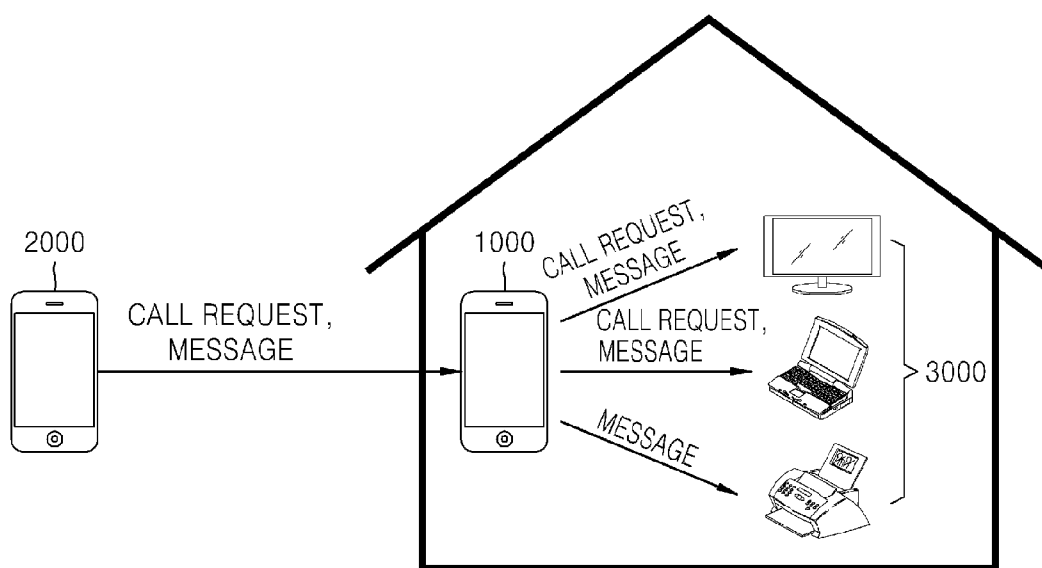 2000
1000
CALL REQUEST,
MESSAGE
CALL REQUEST,
MESSAGE
CALL REQUEST,
MESSAGE
MESSAGE
3000